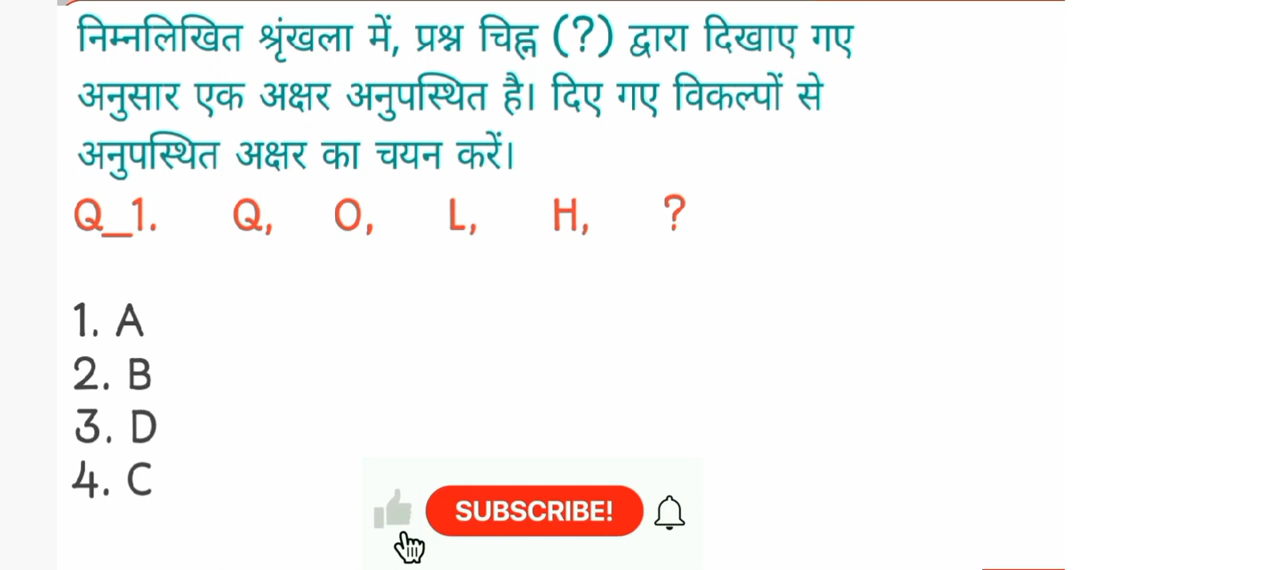 निम्नलिखित श्रृंखला में, प्रश्न चिह्न (?) द्वारा दिखाए गए
अनुसार एक अक्षर अनुपस्थित है। दिए गए विकल्पों से
अनुपस्थित अक्षर का चयन करें।
Q_1. Q, O, L, H, ?
1. A
2. B
3. D
4. C
SUBSCRIBE!